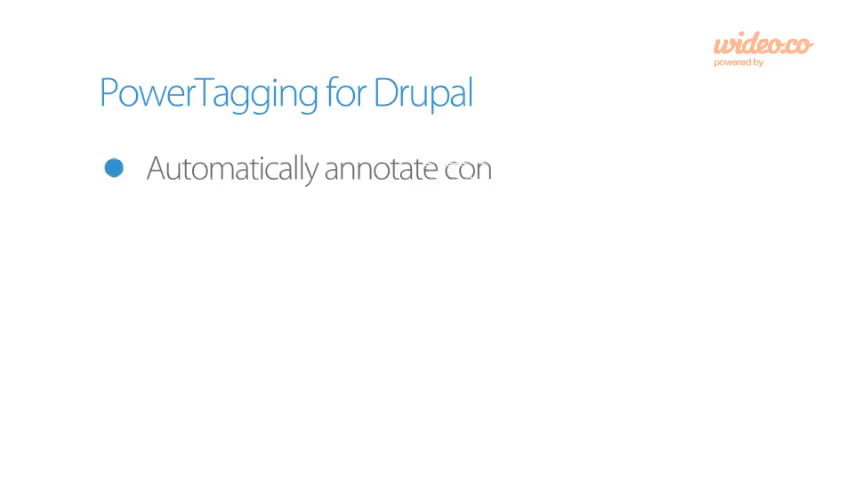 wideo.co
powered by
PowerTagging for Drupal
Automatically annotate con